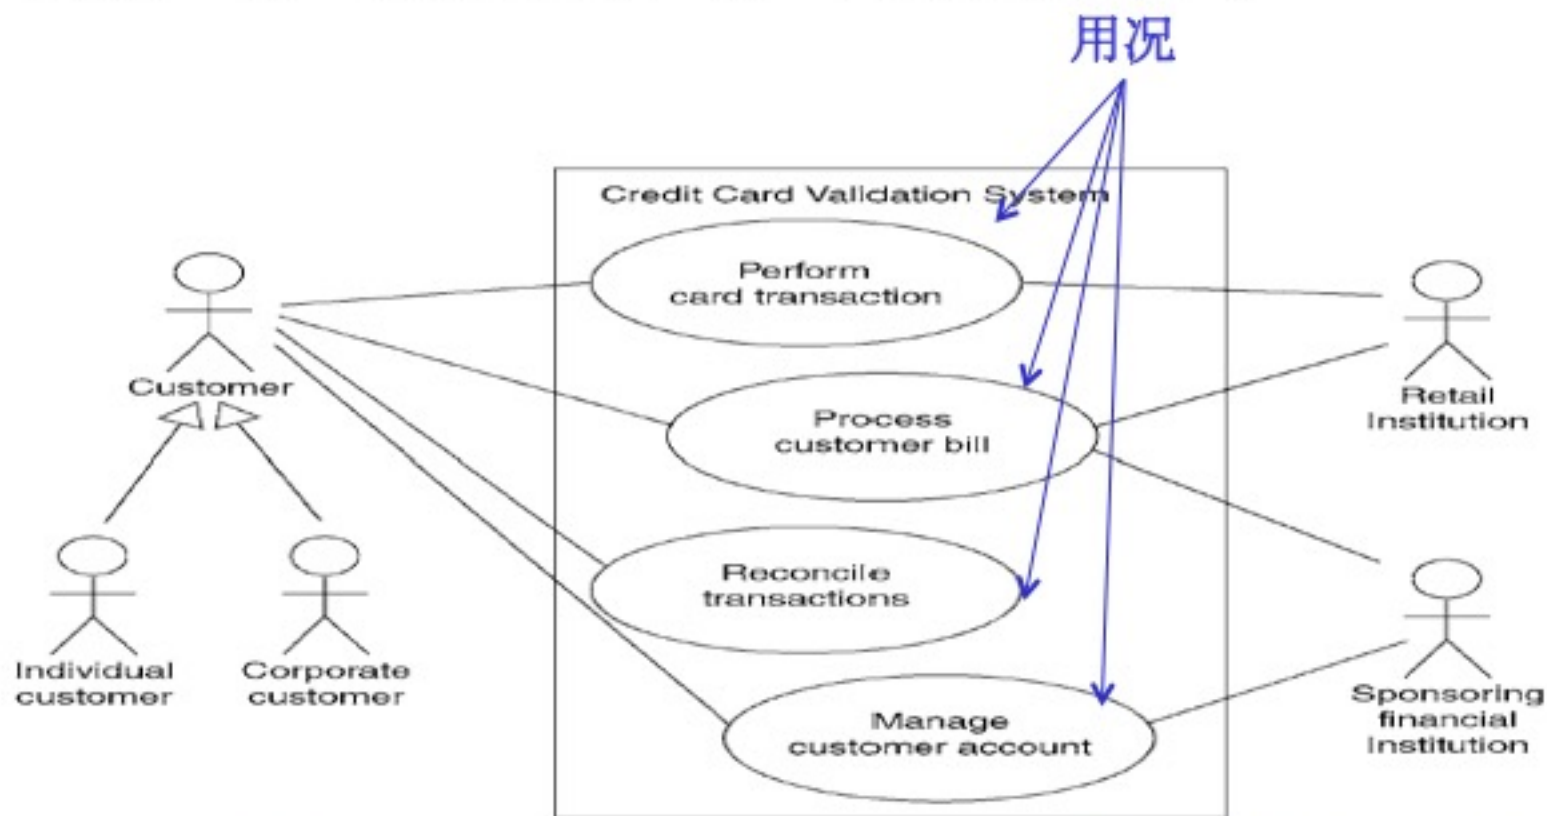 用况
Credit Card Validation System
Perform
card transaction
Customer
Process
customer bill
Retail
Institution
Reconcile
transactions
Individual
customer
Corporate
customer
Manage
customer account
Sponsoring
financial
Institution